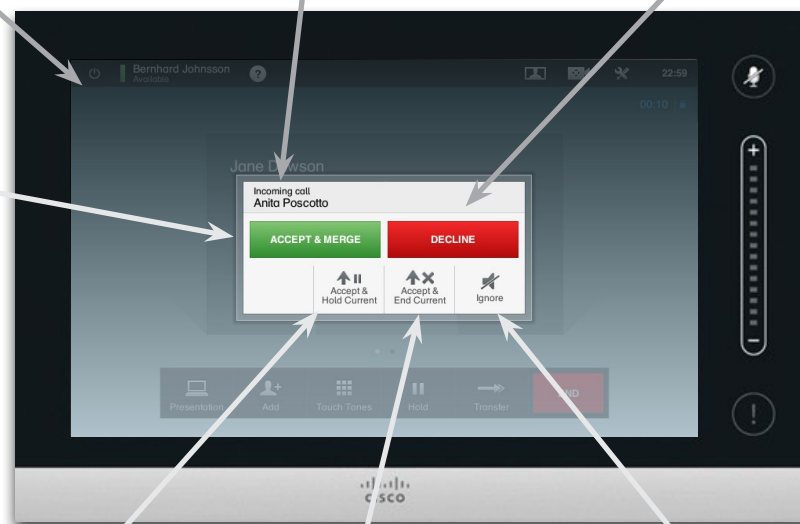 Bernhard Johnsson
Available
?
22:59
00:10
Jane Dowson
Incoming call
Anita Poscotto
ACCEPT & MERGE
DECLINE
Accept &
Hold Current
Accept &
End Current
Ignore
Presentation
Add
Touch Tones
Hold
Transfer
END
cisco